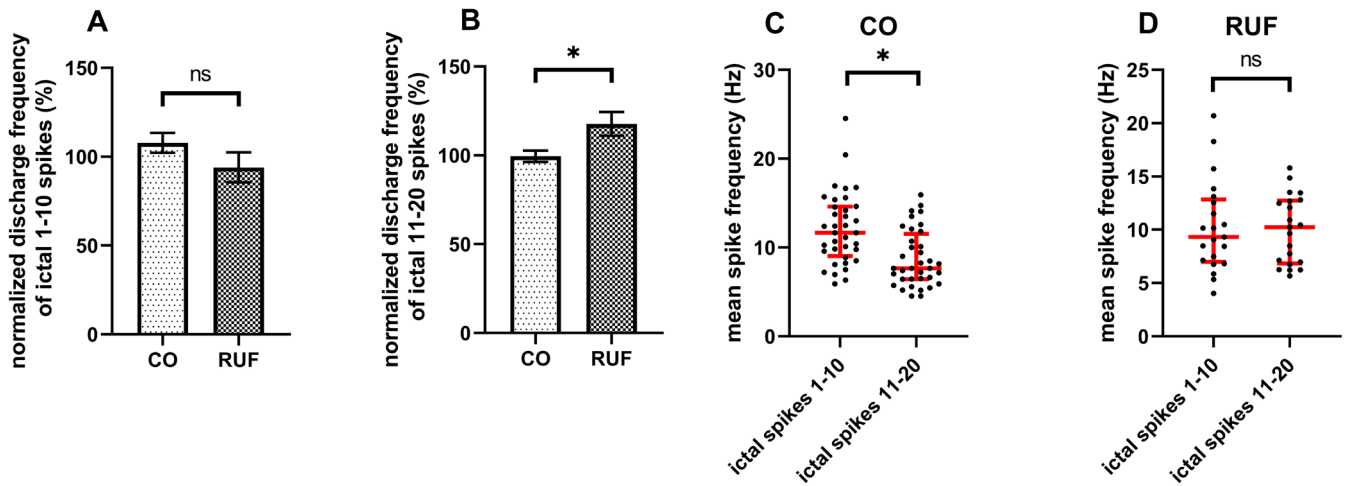 A
normalized discharge frequency
of ictal 1-10 spikes (%)
150
100
50
0
ns
CO
RUF
B
normalized discharge frequency
of ictal 11-20 spikes (%)
150
100
50
0
*
CO
RUF
C
CO
mean spike frequency (Hz)
30
20
10
0
*
ictal spikes 1-10
ictal spikes 11-20
D
RUF
mean spike frequency (Hz)
25
20
15
10
5
0
ns
ictal spikes 1-10
ictal spikes 11-20